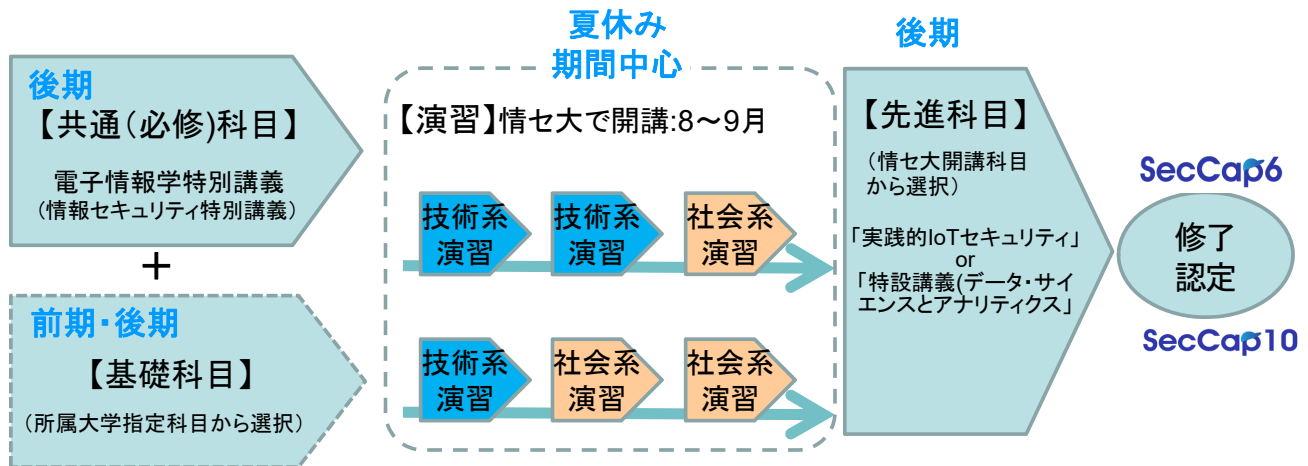 後期
【共通(必修)科目】
電子情報学特別講義
(情報セキュリティ特別講義)
＋
前期・後期
【基礎科目】
(所属大学指定科目から選択)
夏休み
期間中心
【演習】情セ大で開講:8～9月
技術系
演習
技術系
演習
社会系
演習
技術系
演習
社会系
演習
社会系
演習
後期
【先進科目】
(情セ大開講科目
から選択)
「実践的IoTセキュリティ」
or
「特設講義(データ・サイ
エンスとアナリティクス」
SecCap6
修了
認定
SecCap10